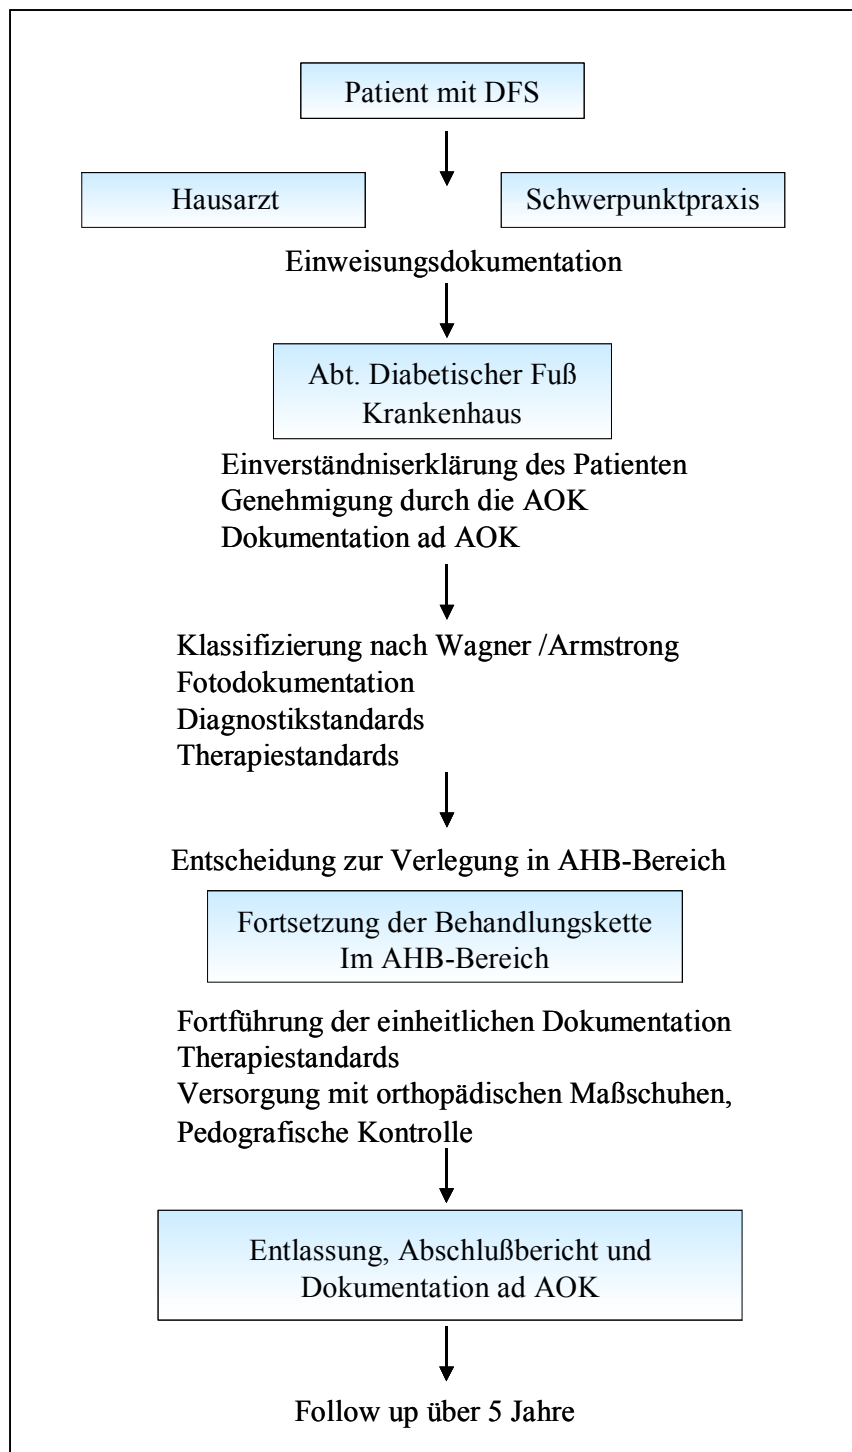 Patient mit DFS
Hausarzt
Schwerpunktpraxis
Einweisungsdokumentation
Abt. Diabetischer Fuß
Krankenhaus
Einverständniserklärung des Patienten
Genehmigung durch die AOK
Dokumentation ad AOK
Klassifizierung nach Wagner /Armstrong
Fotodokumentation
Diagnostikstandards
Therapiestandards
Entscheidung zur Verlegung in AHB-Bereich
Fortsetzung der Behandlungskette
Im AHB-Bereich
Fortführung der einheitlichen Dokumentation
Therapiestandards
Versorgung mit orthopädischen Maßschuhen,
Pedografische Kontrolle
Entlassung, Abschlußbericht und
Dokumentation ad AOK
Follow up über 5 Jahre